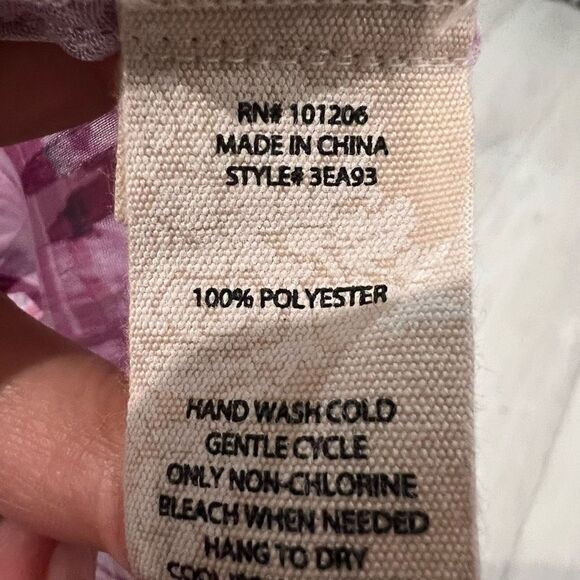 RN# 101206
MADE IN CHINA
STYLE# 3EA93
100% POLYESTER
HAND WASH COLD
GENTLE CYCLE
ONLY NON-CHLORINE
BLEACH WHEN NEEDED
HANG TO DRY